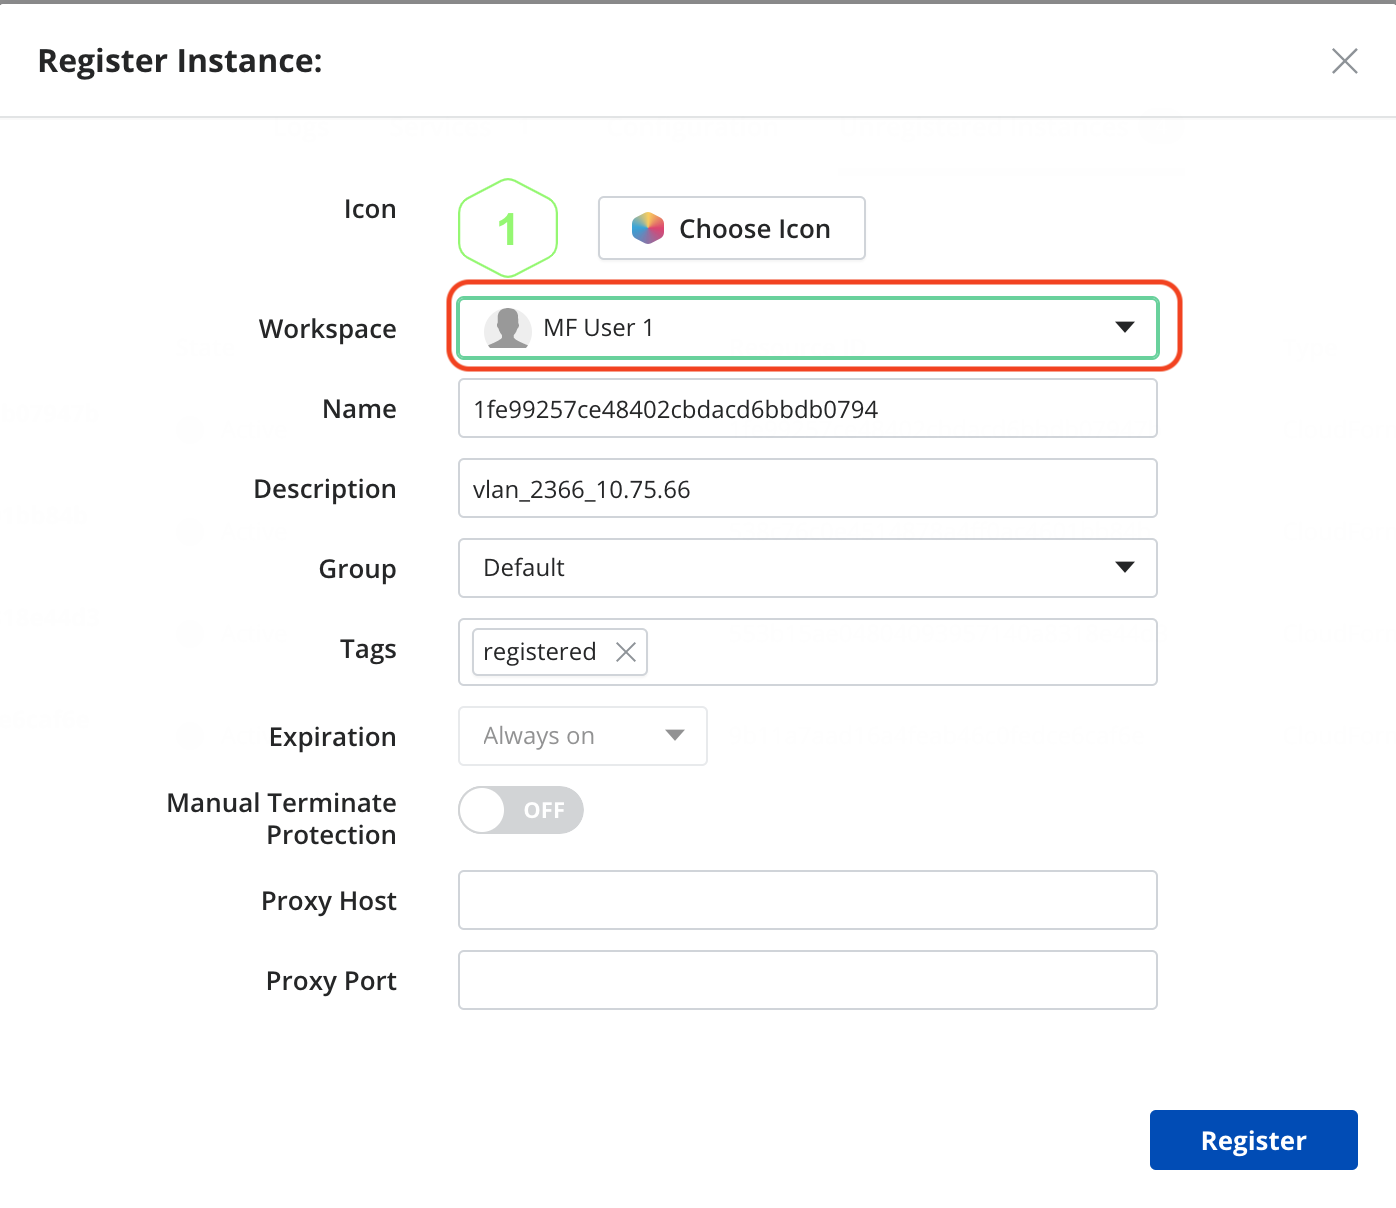 Register Instance:
Icon
1
Choose Icon
Workspace
MF User 1
Name
1fe99257ce48402cbdacd6bbdb0794
Description
vlan_2366_10.75.66
Group
Default
Tags
registered
Expiration
Always on
Manual Terminate
Protection
OFF
Proxy Host
Proxy Port
Register